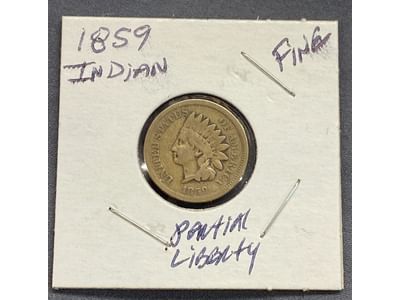 1859
INDIAN
FINE
UNITED STATES OF AMERICA
1859
PARTIAL
LIBERTY